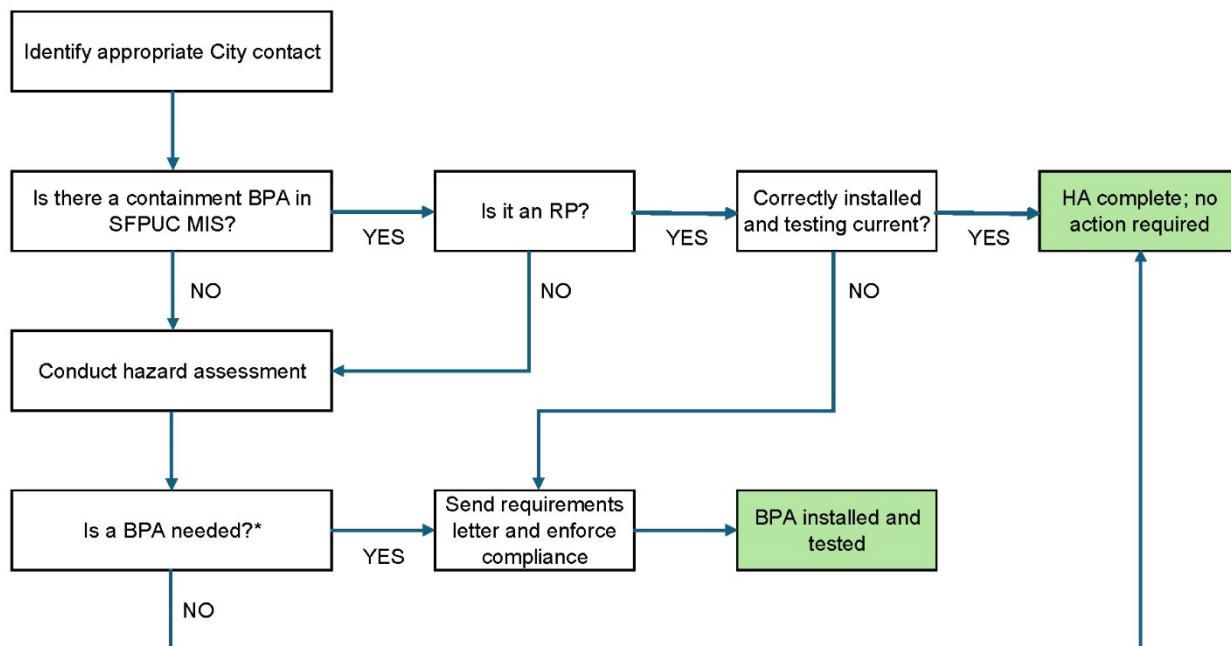 Identify appropriate City contact
Is there a containment BPA in
SFPUC MIS?
YES
Is it an RP?
YES
Correctly installed
and testing current?
YES
HA complete; no
action required
NO
NO
NO
Conduct hazard assessment
Is a BPA needed?*
YES
Send requirements
letter and enforce
compliance
BPA installed and
tested
NO